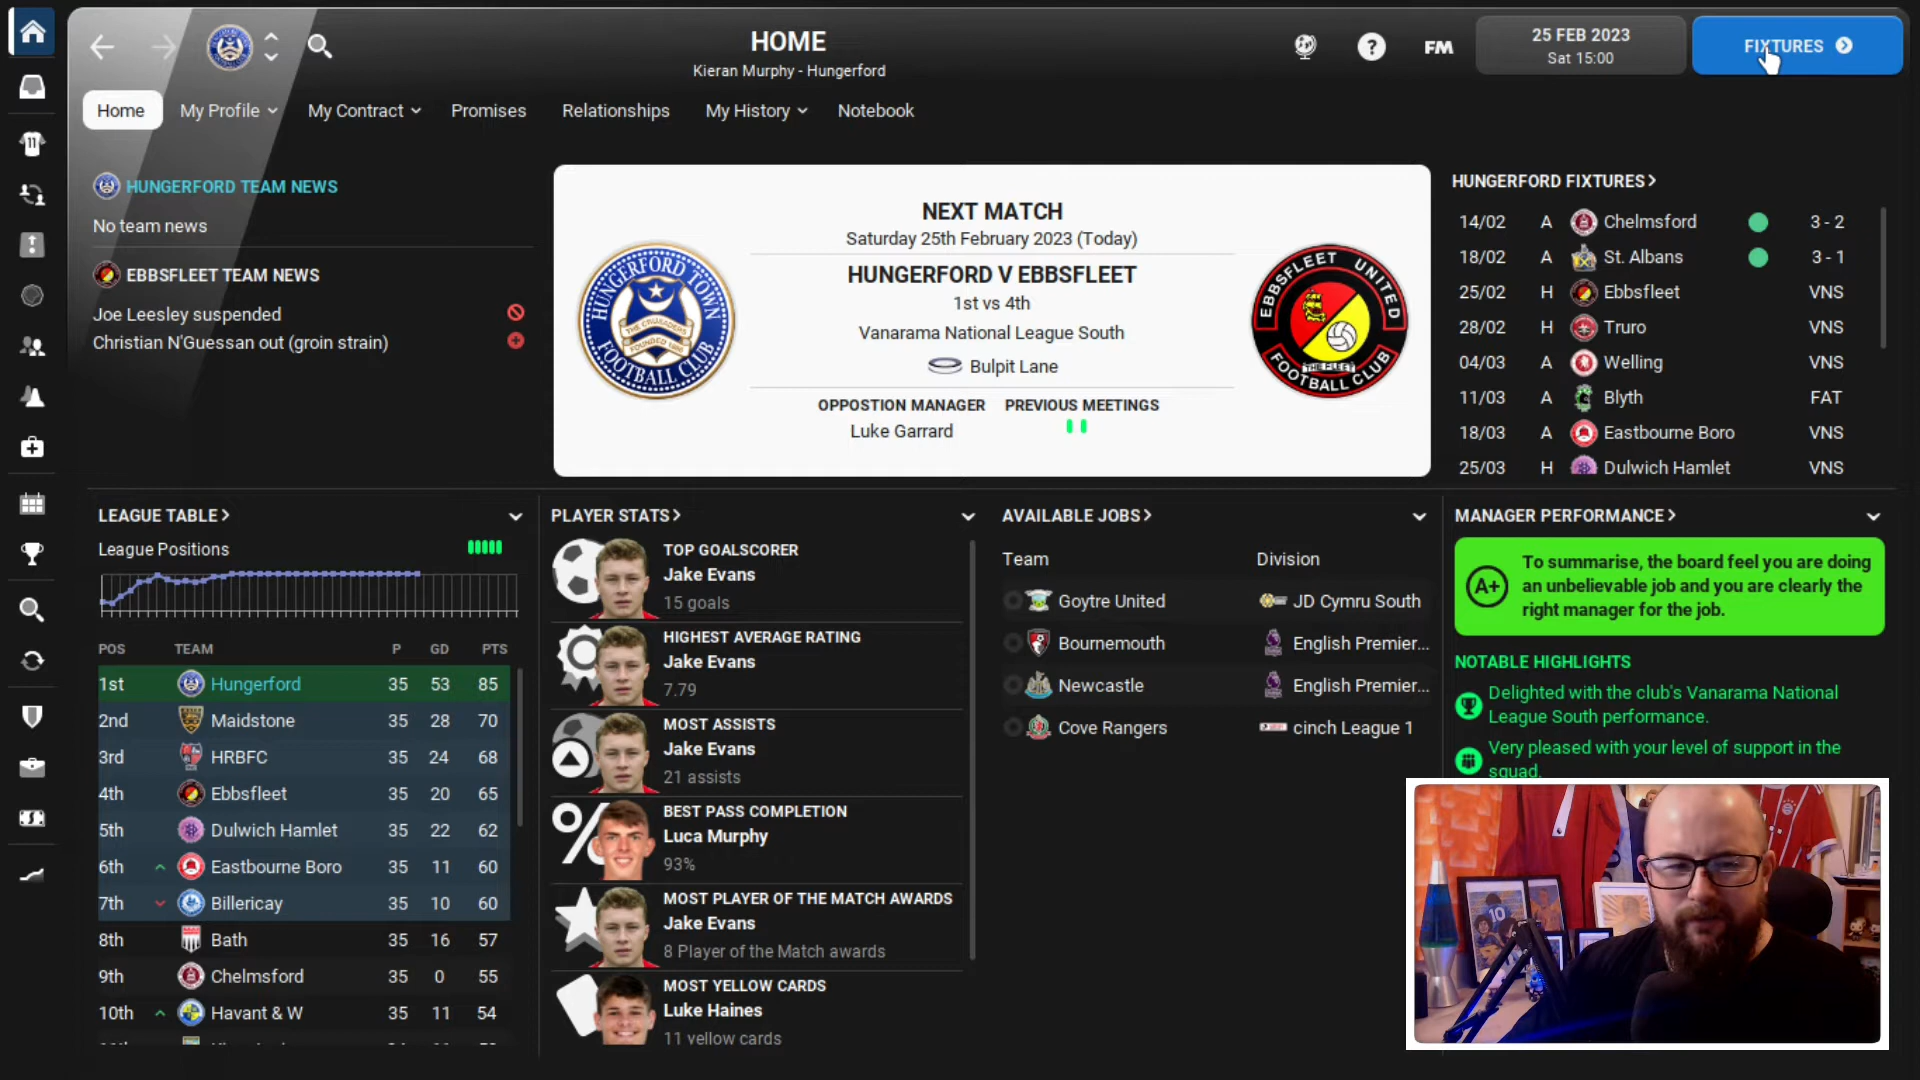 HOME
Kieran Murphy - Hungerford
FM
25 FEB 2023
Sat 15:00
FIXTURES
Home
My Profile
My Contract
Promises
Relationships
My History
Notebook
HUNGERFORD TEAM NEWS
No team news
EBBSFLEET TEAM NEWS
Joe Leesley suspended
Christian N'Guessan out (groin strain)
NEXT MATCH
Saturday 25th February 2023 (Today)
HUNGERFORD V EBBSFLEET
1st vs 4th
Vanarama National League South
Bulpit Lane
OPPOSTION MANAGER PREVIOUS MEETINGS
Luke Garrard
HUNGERFORD TOWN
THE CRUSADERS
FOOTBALL CLUB
EBBSFLEET UNITED
THE FLEET
FOOTBALL CLUB
HUNGERFORD FIXTURES
14/02 A Chelmsford 3 - 2
18/02 A St. Albans 3 - 1
25/02 H Ebbsfleet VNS
28/02 H Truro VNS
04/03 A Welling VNS
11/03 A Blyth FAT
18/03 A Eastbourne Boro VNS
25/03 H Dulwich Hamlet VNS
LEAGUE TABLE
League Positions
POS TEAM P GD PTS
1st Hungerford 35 53 85
2nd Maidstone 35 28 70
3rd HRBFC 35 24 68
4th Ebbsfleet 35 20 65
5th Dulwich Hamlet 35 22 62
6th Eastbourne Boro 35 11 60
7th Billericay 35 10 60
8th Bath 35 16 57
9th Chelmsford 35 0 55
10th Havant & W 35 11 54
PLAYER STATS
TOP GOALSCORER
Jake Evans
15 goals
HIGHEST AVERAGE RATING
Jake Evans
7.79
MOST ASSISTS
Jake Evans
21 assists
BEST PASS COMPLETION
Luca Murphy
93%
MOST PLAYER OF THE MATCH AWARDS
Jake Evans
8 Player of the Match awards
MOST YELLOW CARDS
Luke Haines
11 yellow cards
AVAILABLE JOBS
Team Division
Goytre United JD Cymru South
Bournemouth English Premier...
Newcastle English Premier...
Cove Rangers cinch League 1
MANAGER PERFORMANCE
A+
To summarise, the board feel you are doing
an unbelievable job and you are clearly the
right manager for the job.
NOTABLE HIGHLIGHTS
Delighted with the club's Vanarama National
League South performance.
Very pleased with your level of support in the
squad.
10